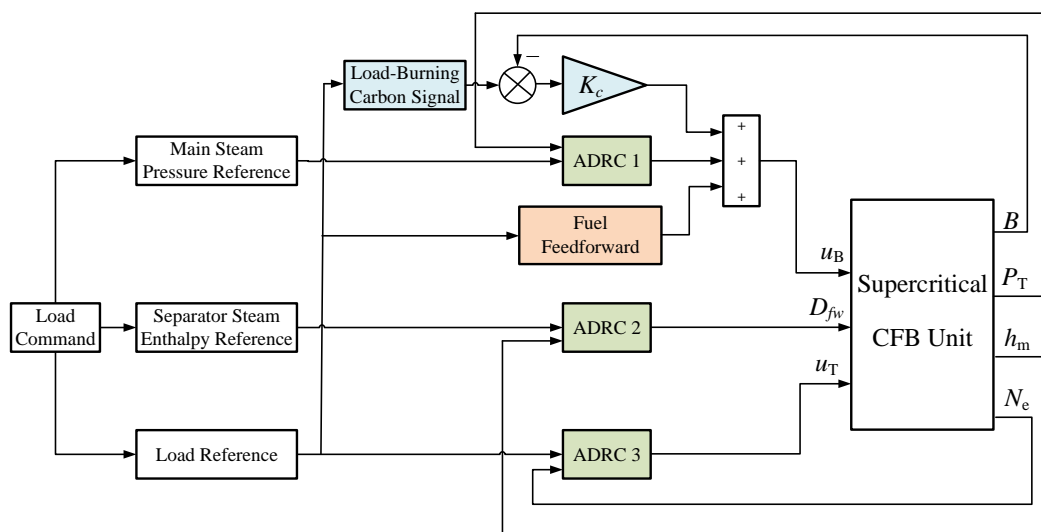 Load-Burning
Carbon Signal
−
K_c
Main Steam
Pressure Reference
ADRC 1
+
+
+
Fuel
Feedforward
Load
Command
Separator Steam
Enthalpy Reference
ADRC 2
Load Reference
ADRC 3
u_B
D_fw
u_T
Supercritical
CFB Unit
B
P_T
h_m
N_e